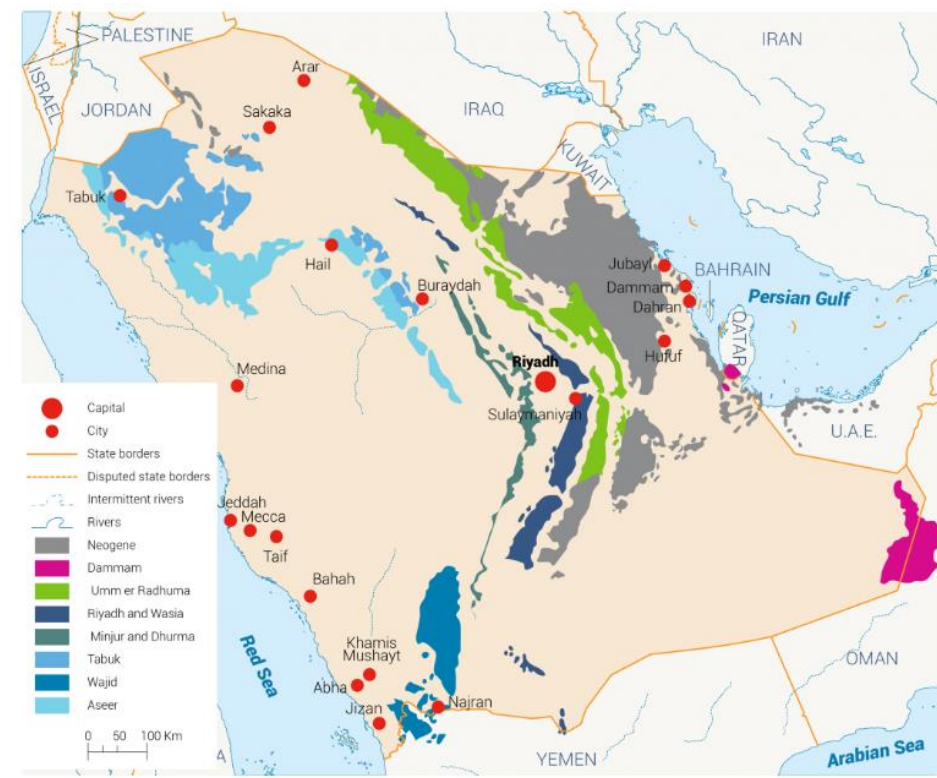 PALESTINE
IRAN
ISRAEL
JORDAN
Arar
IRAQ
Sakaka
KUWAIT
Tabuk
Hail
Jubayl
BAHRAIN
Dammam
Buraydah
Dahran
Persian Gulf
QATAR
Hufuf
Riyadh
Medina
Sulaymaniyah
U.A.E.
Capital
City
State borders
Disputed state borders
Intermittent rivers
Jeddah
Rivers
Mecca
Neogene
Taif
Dammam
Umm er Radhuma
Bahah
Riyadh and Wasia
Minjur and Dhurma
Red Sea
Khamis
Mushayt
Tabuk
OMAN
Wajid
Abha
Aseer
Jizan
Najran
0 50 100 Km
A
YEMEN
Arabian Sea